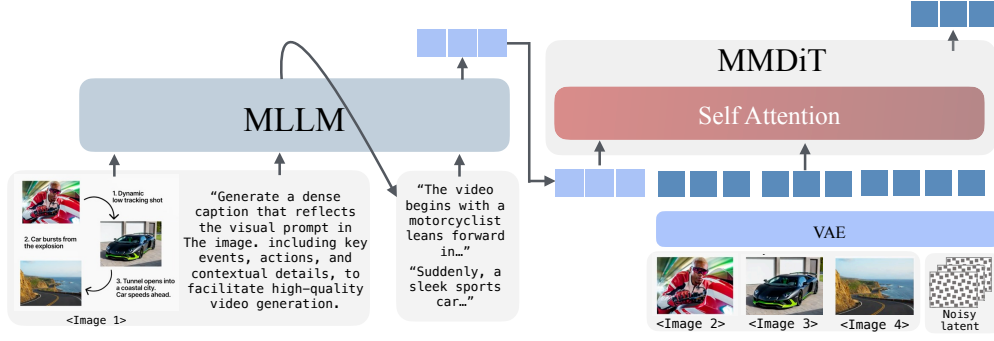 MMDiT
MLLM
Self Attention
1. Dynamic
low tracking shot
2. Car bursts from
the explosion
3. Tunnel opens into
a coastal city.
Car speeds ahead.
<Image 1>
“Generate a dense
caption that reflects
the visual prompt in
The image. including key
events, actions, and
contextual details, to
facilitate high-quality
video generation.
“The video
begins with a
motorcyclist
leans forward
in…”
“Suddenly, a
sleek sports
car…”
VAE
<Image 2>
<Image 3>
<Image 4>
Noisy
latent